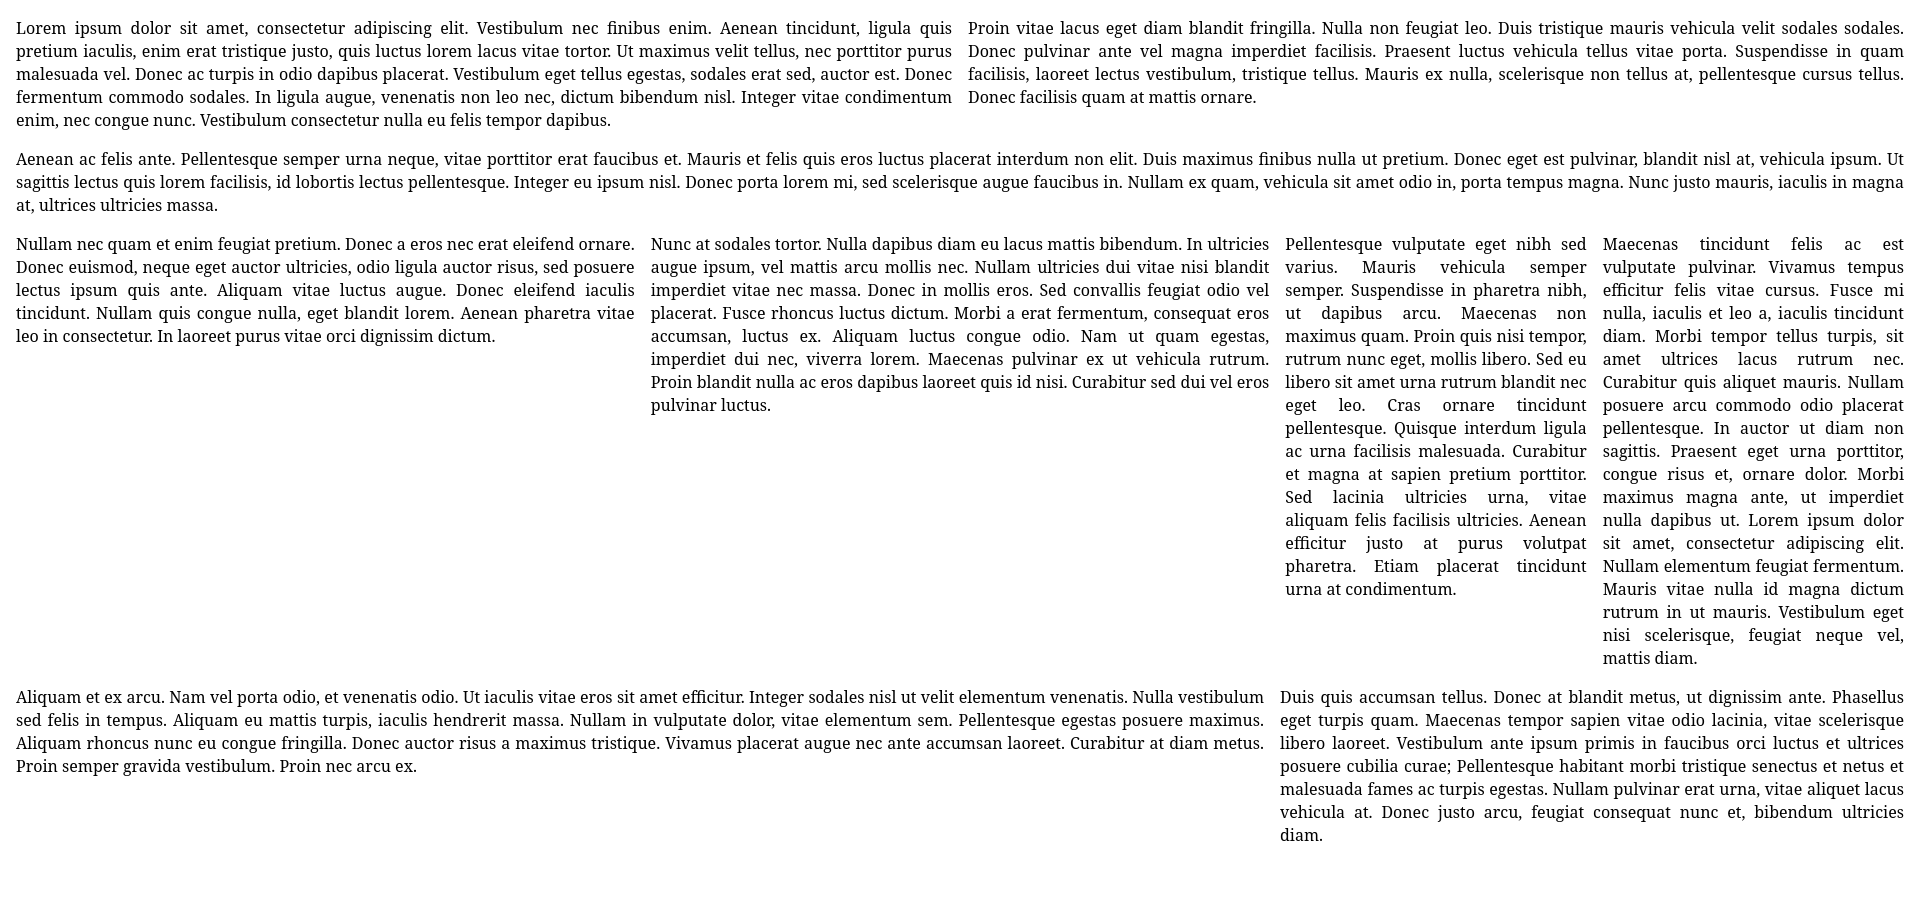 Lorem ipsum dolor sit amet, consectetur adipiscing elit. Vestibulum nec finibus enim. Aenean tincidunt, ligula quis
pretium iaculis, enim erat tristique justo, quis luctus lorem lacus vitae tortor. Ut maximus velit tellus, nec porttitor purus
malesuada vel. Donec ac turpis in odio dapibus placerat. Vestibulum eget tellus egestas, sodales erat sed, auctor est. Donec
fermentum commodo sodales. In ligula augue, venenatis non leo nec, dictum bibendum nisl. Integer vitae condimentum
enim, nec congue nunc. Vestibulum consectetur nulla eu felis tempor dapibus.
Proin vitae lacus eget diam blandit fringilla. Nulla non feugiat leo. Duis tristique mauris vehicula velit sodales sodales.
Donec pulvinar ante vel magna imperdiet facilisis. Praesent luctus vehicula tellus vitae porta. Suspendisse in quam
facilisis, laoreet lectus vestibulum, tristique tellus. Mauris ex nulla, scelerisque non tellus at, pellentesque cursus tellus.
Donec facilisis quam at mattis ornare.
Aenean ac felis ante. Pellentesque semper urna neque, vitae porttitor erat faucibus et. Mauris et felis quis eros luctus placerat interdum non elit. Duis maximus finibus nulla ut pretium. Donec eget est pulvinar, blandit nisl at, vehicula ipsum. Ut
sagittis lectus quis lorem facilisis, id lobortis lectus pellentesque. Integer eu ipsum nisl. Donec porta lorem mi, sed scelerisque augue faucibus in. Nullam ex quam, vehicula sit amet odio in, porta tempus magna. Nunc justo mauris, iaculis in magna
at, ultrices ultricies massa.
Nullam nec quam et enim feugiat pretium. Donec a eros nec erat eleifend ornare.
Donec euismod, neque eget auctor ultricies, odio ligula auctor risus, sed posuere
lectus ipsum quis ante. Aliquam vitae luctus augue. Donec eleifend iaculis
tincidunt. Nullam quis congue nulla, eget blandit lorem. Aenean pharetra vitae
leo in consectetur. In laoreet purus vitae orci dignissim dictum.
Nunc at sodales tortor. Nulla dapibus diam eu lacus mattis bibendum. In ultricies
augue ipsum, vel mattis arcu mollis nec. Nullam ultricies dui vitae nisi blandit
imperdiet vitae nec massa. Donec in mollis eros. Sed convallis feugiat odio vel
placerat. Fusce rhoncus luctus dictum. Morbi a erat fermentum, consequat eros
accumsan, luctus ex. Aliquam luctus congue odio. Nam ut quam egestas,
imperdiet dui nec, viverra lorem. Maecenas pulvinar ex ut vehicula rutrum.
Proin blandit nulla ac eros dapibus laoreet quis id nisi. Curabitur sed dui vel eros
pulvinar luctus.
Pellentesque vulputate eget nibh sed
varius. Mauris vehicula semper
semper. Suspendisse in pharetra nibh,
ut dapibus arcu. Maecenas non
maximus quam. Proin quis nisi tempor,
rutrum nunc eget, mollis libero. Sed eu
libero sit amet urna rutrum blandit nec
eget leo. Cras ornare tincidunt
pellentesque. Quisque interdum ligula
ac urna facilisis malesuada. Curabitur
et magna at sapien pretium porttitor.
Sed lacinia ultricies urna, vitae
aliquam felis facilisis ultricies. Aenean
efficitur justo at purus volutpat
pharetra. Etiam placerat tincidunt
urna at condimentum.
Maecenas tincidunt felis ac est
vulputate pulvinar. Vivamus tempus
efficitur felis vitae cursus. Fusce mi
nulla, iaculis et leo a, iaculis tincidunt
diam. Morbi tempor tellus turpis, sit
amet ultrices lacus rutrum nec.
Curabitur quis aliquet mauris. Nullam
posuere arcu commodo odio placerat
pellentesque. In auctor ut diam non
sagittis. Praesent eget urna porttitor,
congue risus et, ornare dolor. Morbi
maximus magna ante, ut imperdiet
nulla dapibus ut. Lorem ipsum dolor
sit amet, consectetur adipiscing elit.
Nullam elementum feugiat fermentum.
Mauris vitae nulla id magna dictum
rutrum in ut mauris. Vestibulum eget
nisi scelerisque, feugiat neque vel,
mattis diam.
Aliquam et ex arcu. Nam vel porta odio, et venenatis odio. Ut iaculis vitae eros sit amet efficitur. Integer sodales nisl ut velit elementum venenatis. Nulla vestibulum
sed felis in tempus. Aliquam eu mattis turpis, iaculis hendrerit massa. Nullam in vulputate dolor, vitae elementum sem. Pellentesque egestas posuere maximus.
Aliquam rhoncus nunc eu congue fringilla. Donec auctor risus a maximus tristique. Vivamus placerat augue nec ante accumsan laoreet. Curabitur at diam metus.
Proin semper gravida vestibulum. Proin nec arcu ex.
Duis quis accumsan tellus. Donec at blandit metus, ut dignissim ante. Phasellus
eget turpis quam. Maecenas tempor sapien vitae odio lacinia, vitae scelerisque
libero laoreet. Vestibulum ante ipsum primis in faucibus orci luctus et ultrices
posuere cubilia curae; Pellentesque habitant morbi tristique senectus et netus et
malesuada fames ac turpis egestas. Nullam pulvinar erat urna, vitae aliquet lacus
vehicula at. Donec justo arcu, feugiat consequat nunc et, bibendum ultricies
diam.